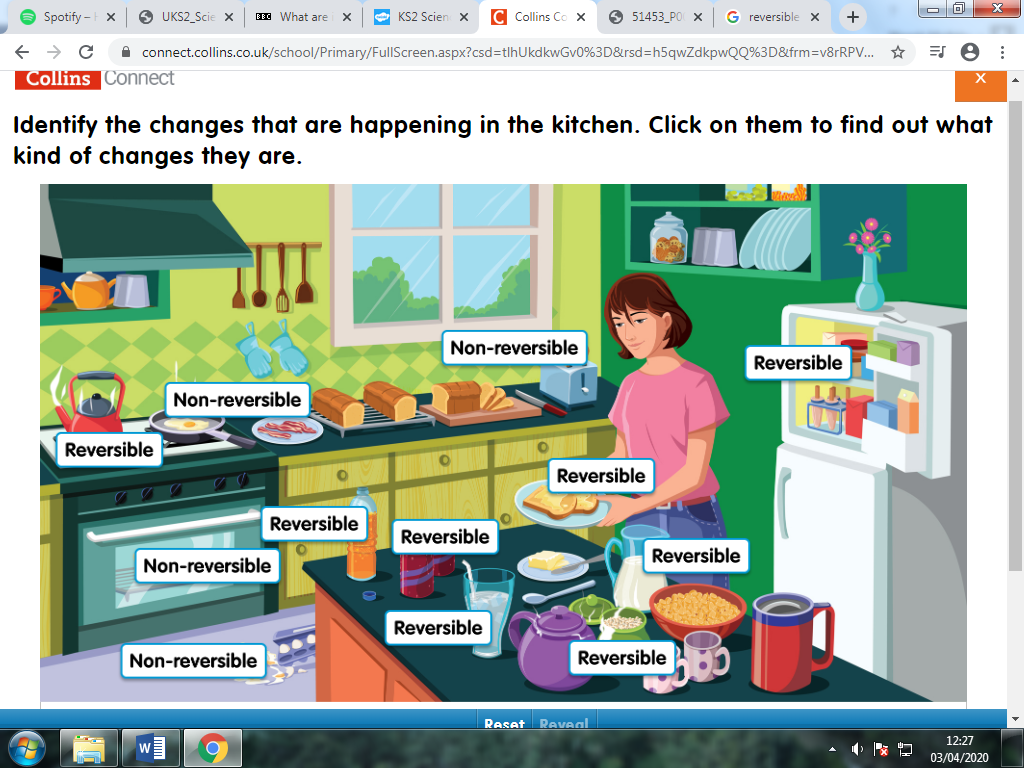 Spotify –
UKS2_Scie
BBC What are
KS2 Scien
Collins Co
51453_P0
reversible
connect.collins.co.uk/school/Primary/FullScreen.aspx?csd=tlhUkdkwGv0%3D&rsd=h5qwZdkpwQQ%3D&frm=v8rRPV...
Collins Connect
X
Identify the changes that are happening in the kitchen. Click on them to find out what
kind of changes they are.
Non-reversible
Reversible
Non-reversible
Reversible
Reversible
Reversible
Reversible
Reversible
Non-reversible
Reversible
Non-reversible
Reversible
Reset Reveal
12:27
03/04/2020